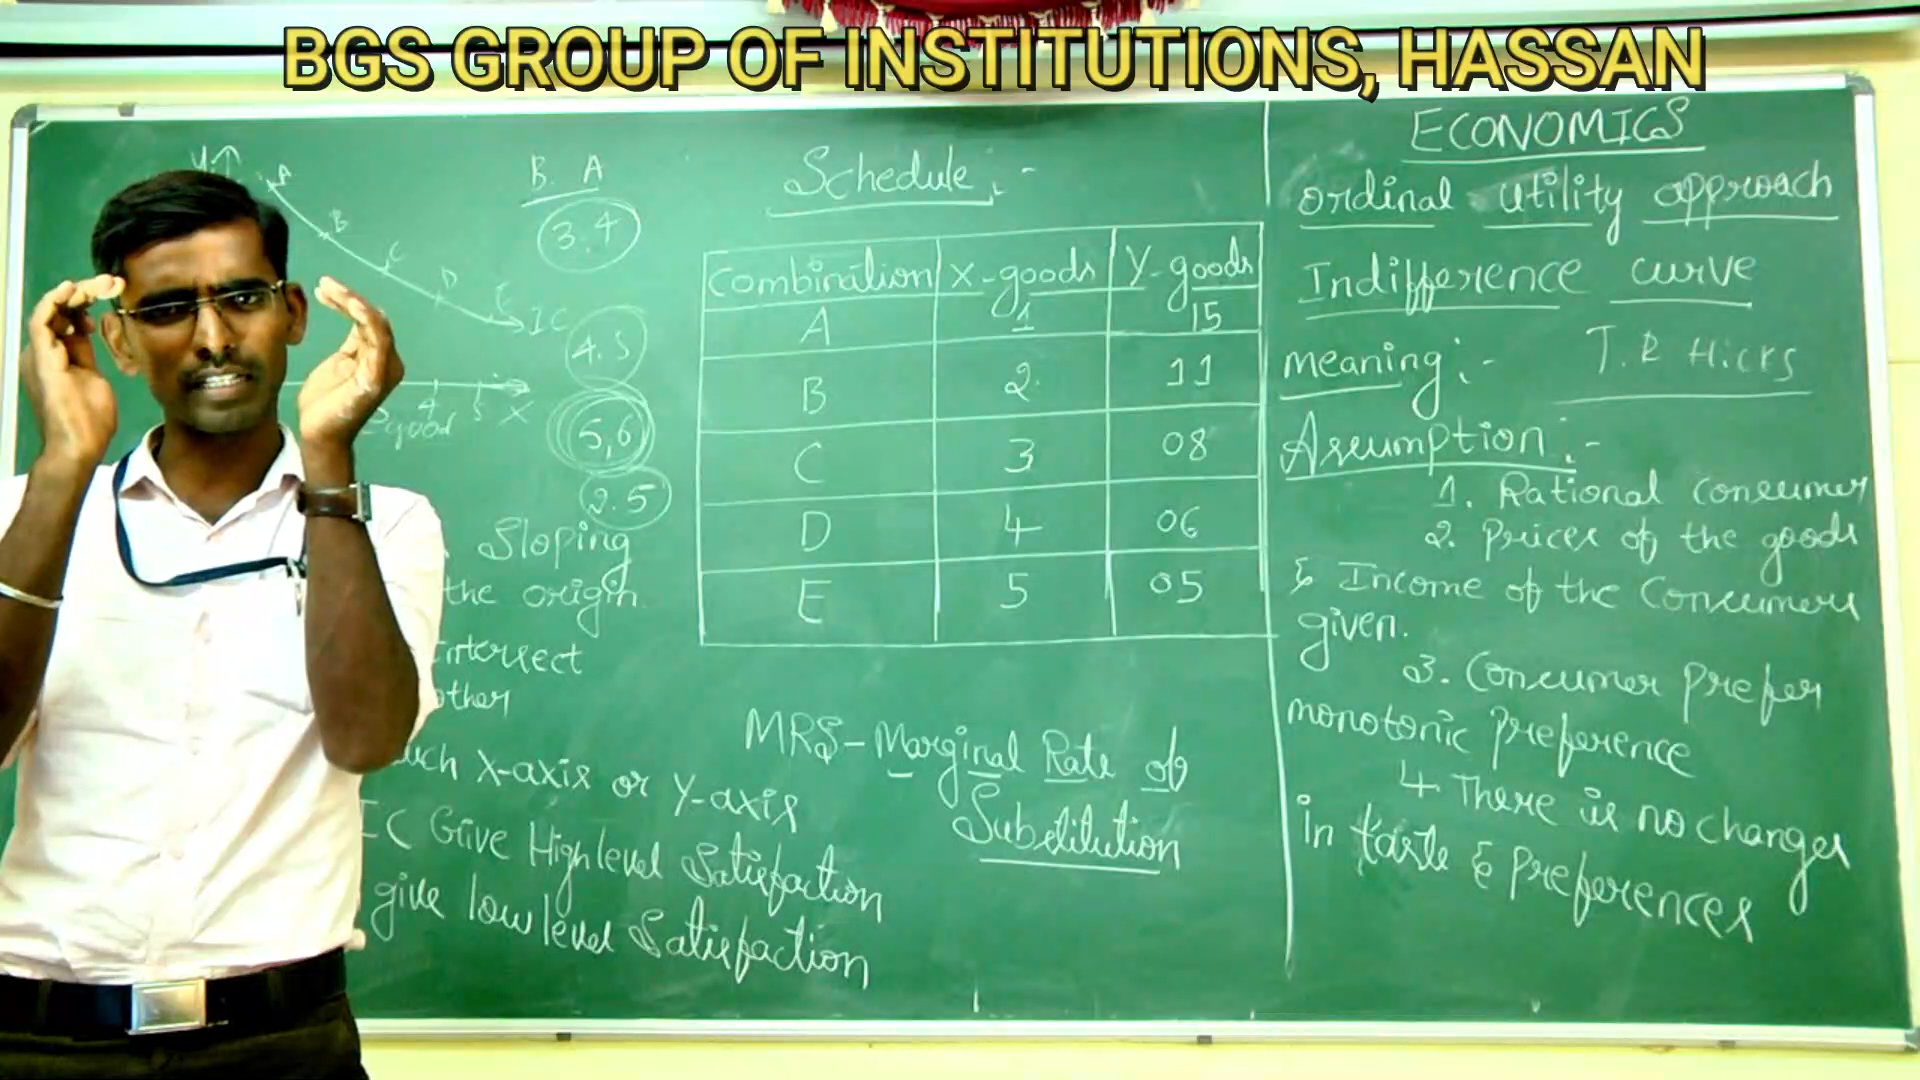 BGS GROUP OF INSTITUTIONS, HASSAN
Y
A
B
C
D
E
IC
4 5 X
B. A
3.4
4.5
5,6
2.5
Sloping
the origin
Intersect
other
X-axis or Y-axis
IC Give High level Satisfaction
give low level Satisfaction
Schedule:-
Combination X-goods Y-goods
A 1 15
B 2 11
C 3 08
D 4 06
E 5 05
MRS - Marginal Rate of
Substitution
ECONOMICS
Ordinal utility approach
Indifference curve
Meaning:- T.R Hicks
Assumption:-
1. Rational consumer
2. Prices of the goods
& Income of the Consumers
given.
3. Consumer Prefer
monotonic Preference
4. There is no changes
in taste & Preferences